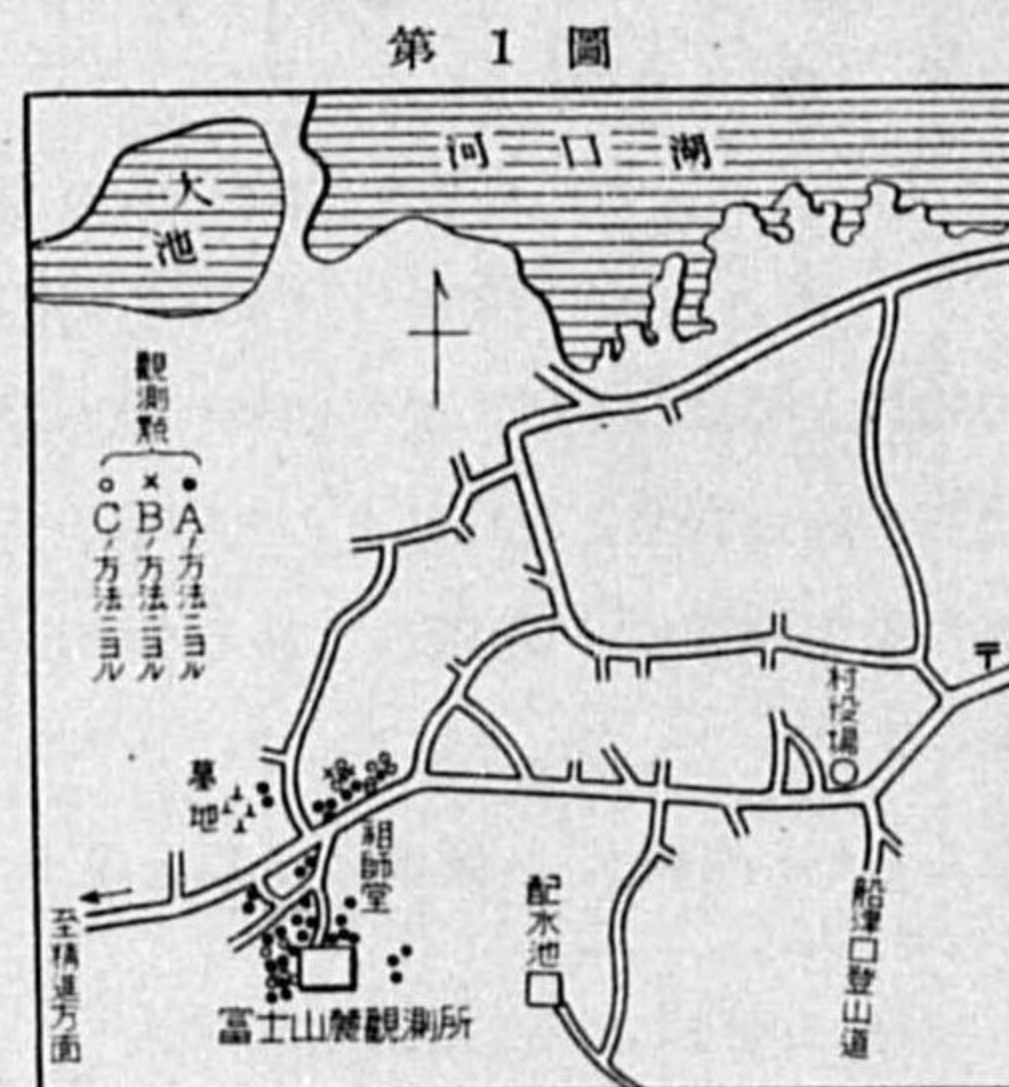 第1圖
河口湖
大池
觀測點
●Aノ方法ニヨル
×Bノ方法ニヨル
○Cノ方法ニヨル
〒
村役場
墓地
祖師堂
配水池
船津口登山道
至精進方面
富士山麓觀測所